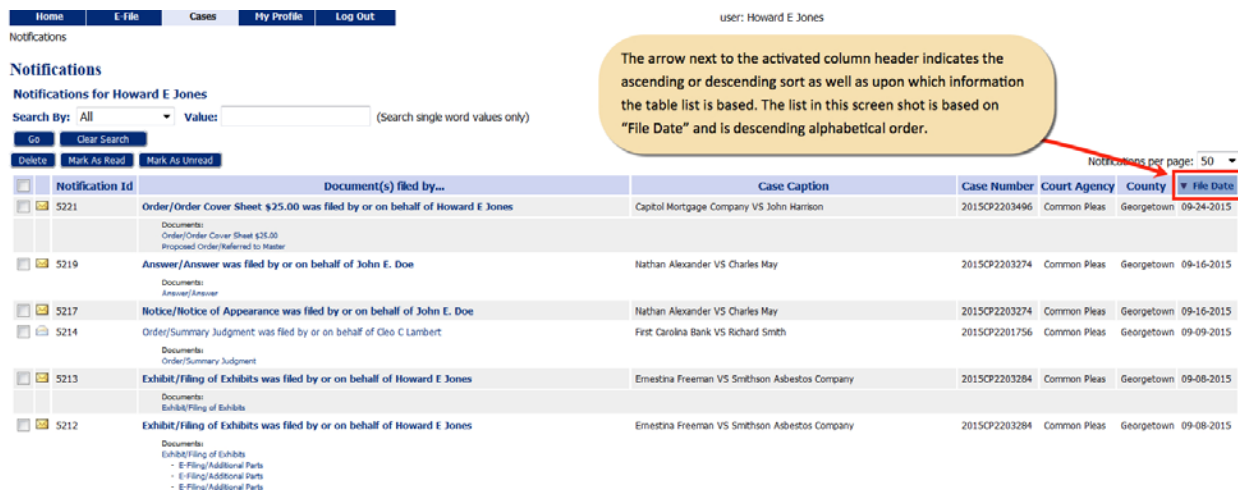 Home E-File Cases My Profile Log Out
user: Howard E Jones
Notifications
Notifications
Notifications for Howard E Jones
Search By: All Value: (Search single word values only)
Go Clear Search
Delete Mark As Read Mark As Unread
The arrow next to the activated column header indicates the
ascending or descending sort as well as upon which information
the table list is based. The list in this screen shot is based on
“File Date” and is descending alphabetical order.
Notifications per page: 50
Notification Id Document(s) filed by... Case Caption Case Number Court Agency County ▼ File Date
5221 Order/Order Cover Sheet $25.00 was filed by or on behalf of Howard E Jones Capitol Mortgage Company VS John Harrison 2015CP2203496 Common Pleas Georgetown 09-24-2015
Documents:
Order/Order Cover Sheet $25.00
Proposed Order/Referred to Master
5219 Answer/Answer was filed by or on behalf of John E. Doe Nathan Alexander VS Charles May 2015CP2203274 Common Pleas Georgetown 09-16-2015
Documents:
Answer/Answer
5217 Notice/Notice of Appearance was filed by or on behalf of John E. Doe Nathan Alexander VS Charles May 2015CP2203274 Common Pleas Georgetown 09-16-2015
5214 Order/Summary Judgment was filed by or on behalf of Cleo C Lambert First Carolina Bank VS Richard Smith 2015CP2201756 Common Pleas Georgetown 09-09-2015
Documents:
Order/Summary Judgment
5213 Exhibit/Filing of Exhibits was filed by or on behalf of Howard E Jones Ernestina Freeman VS Smithson Asbestos Company 2015CP2203284 Common Pleas Georgetown 09-08-2015
Documents:
Exhibit/Filing of Exhibits
5212 Exhibit/Filing of Exhibits was filed by or on behalf of Howard E Jones Ernestina Freeman VS Smithson Asbestos Company 2015CP2203284 Common Pleas Georgetown 09-08-2015
Documents:
Exhibit/Filing of Exhibits
- E-Filing/Additional Parts
- E-Filing/Additional Parts
- E-Filing/Additional Parts